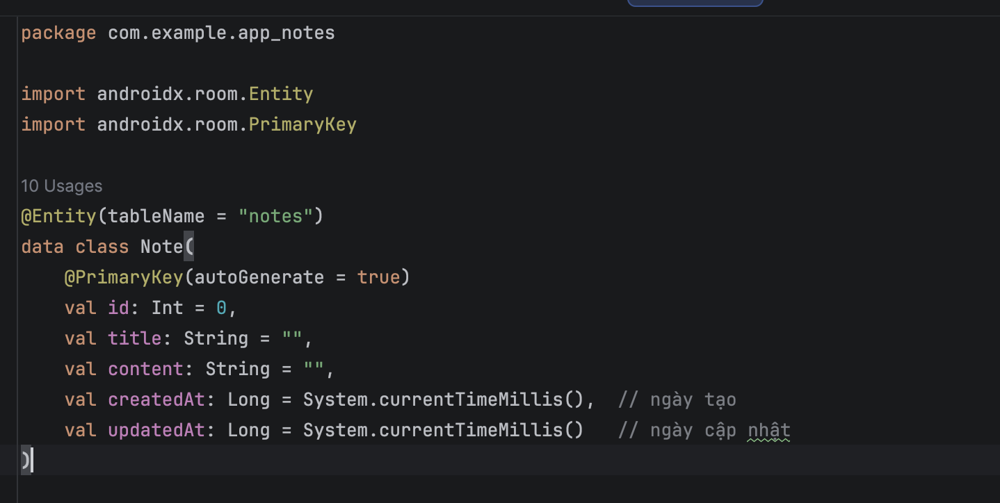 package com.example.app_notes
import androidx.room.Entity
import androidx.room.PrimaryKey
10 Usages
@Entity(tableName = "notes")
data class Note(
    @PrimaryKey(autoGenerate = true)
    val id: Int = 0,
    val title: String = "",
    val content: String = "",
    val createdAt: Long = System.currentTimeMillis(),  // ngày tạo
    val updatedAt: Long = System.currentTimeMillis()   // ngày cập nhật
)